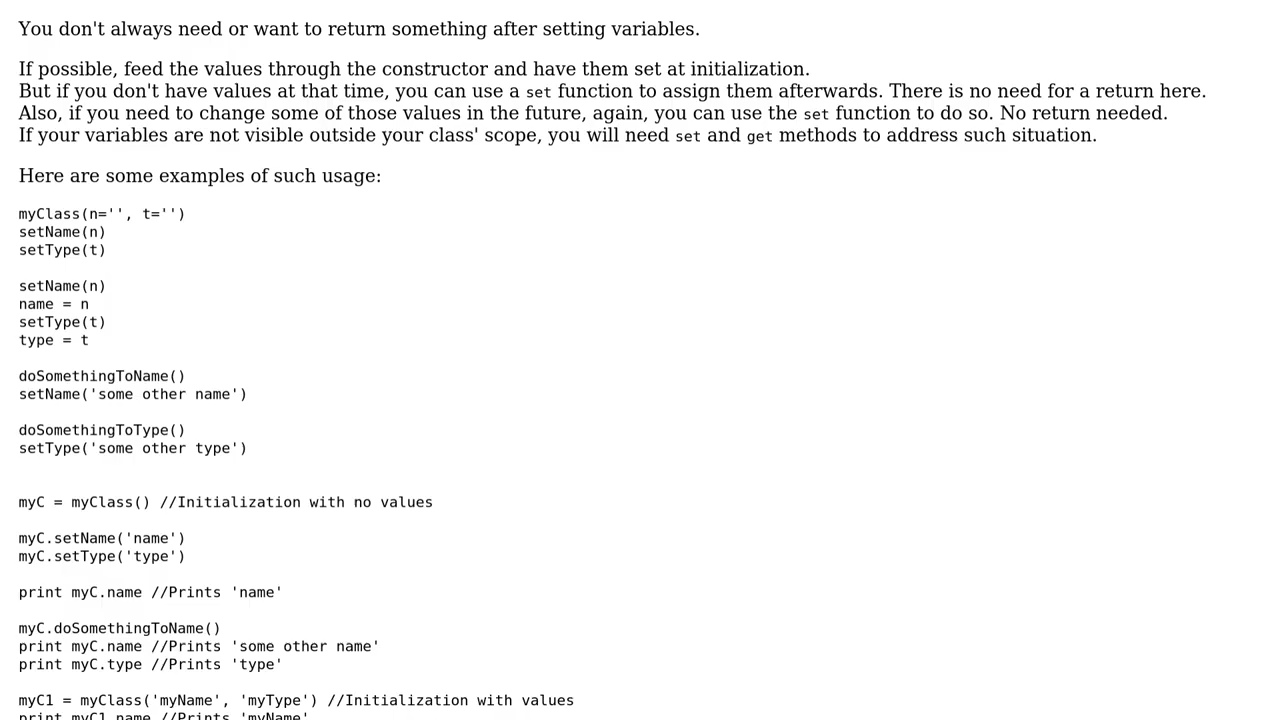 You don't always need or want to return something after setting variables.
If possible, feed the values through the constructor and have them set at initialization.
But if you don't have values at that time, you can use a set function to assign them afterwards. There is no need for a return here.
Also, if you need to change some of those values in the future, again, you can use the set function to do so. No return needed.
If your variables are not visible outside your class' scope, you will need set and get methods to address such situation.
Here are some examples of such usage:
myClass(n='', t='')
setName(n)
setType(t)
setName(n)
name = n
setType(t)
type = t
doSomethingToName()
setName('some other name')
doSomethingToType()
setType('some other type')
myC = myClass() //Initialization with no values
myC.setName('name')
myC.setType('type')
print myC.name //Prints 'name'
myC.doSomethingToName()
print myC.name //Prints 'some other name'
print myC.type //Prints 'type'
myC1 = myClass('myName', 'myType') //Initialization with values
print myC1.name //Prints 'myName'